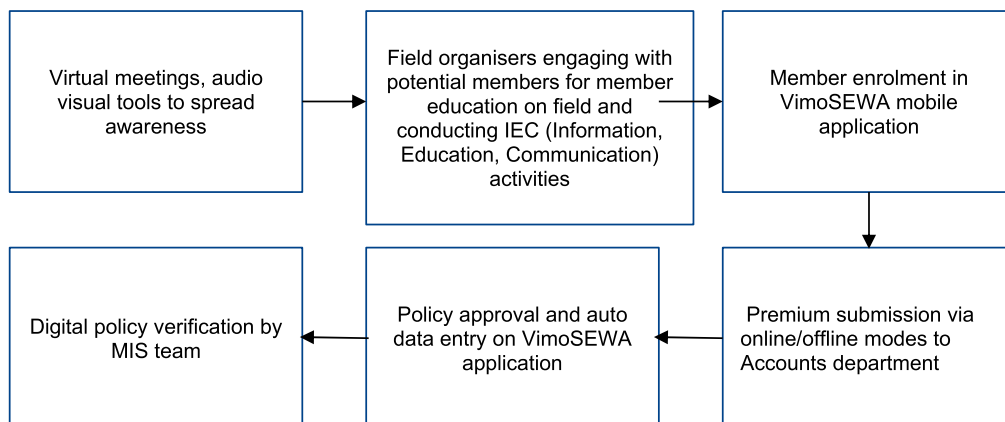 Virtual meetings, audio
visual tools to spread
awareness
Field organisers engaging with
potential members for member
education on field and
conducting IEC (Information,
Education, Communication)
activities
Member enrolment in
VimoSEWA mobile
application
Premium submission via
online/offline modes to
Accounts department
Policy approval and auto
data entry on VimoSEWA
application
Digital policy verification by
MIS team